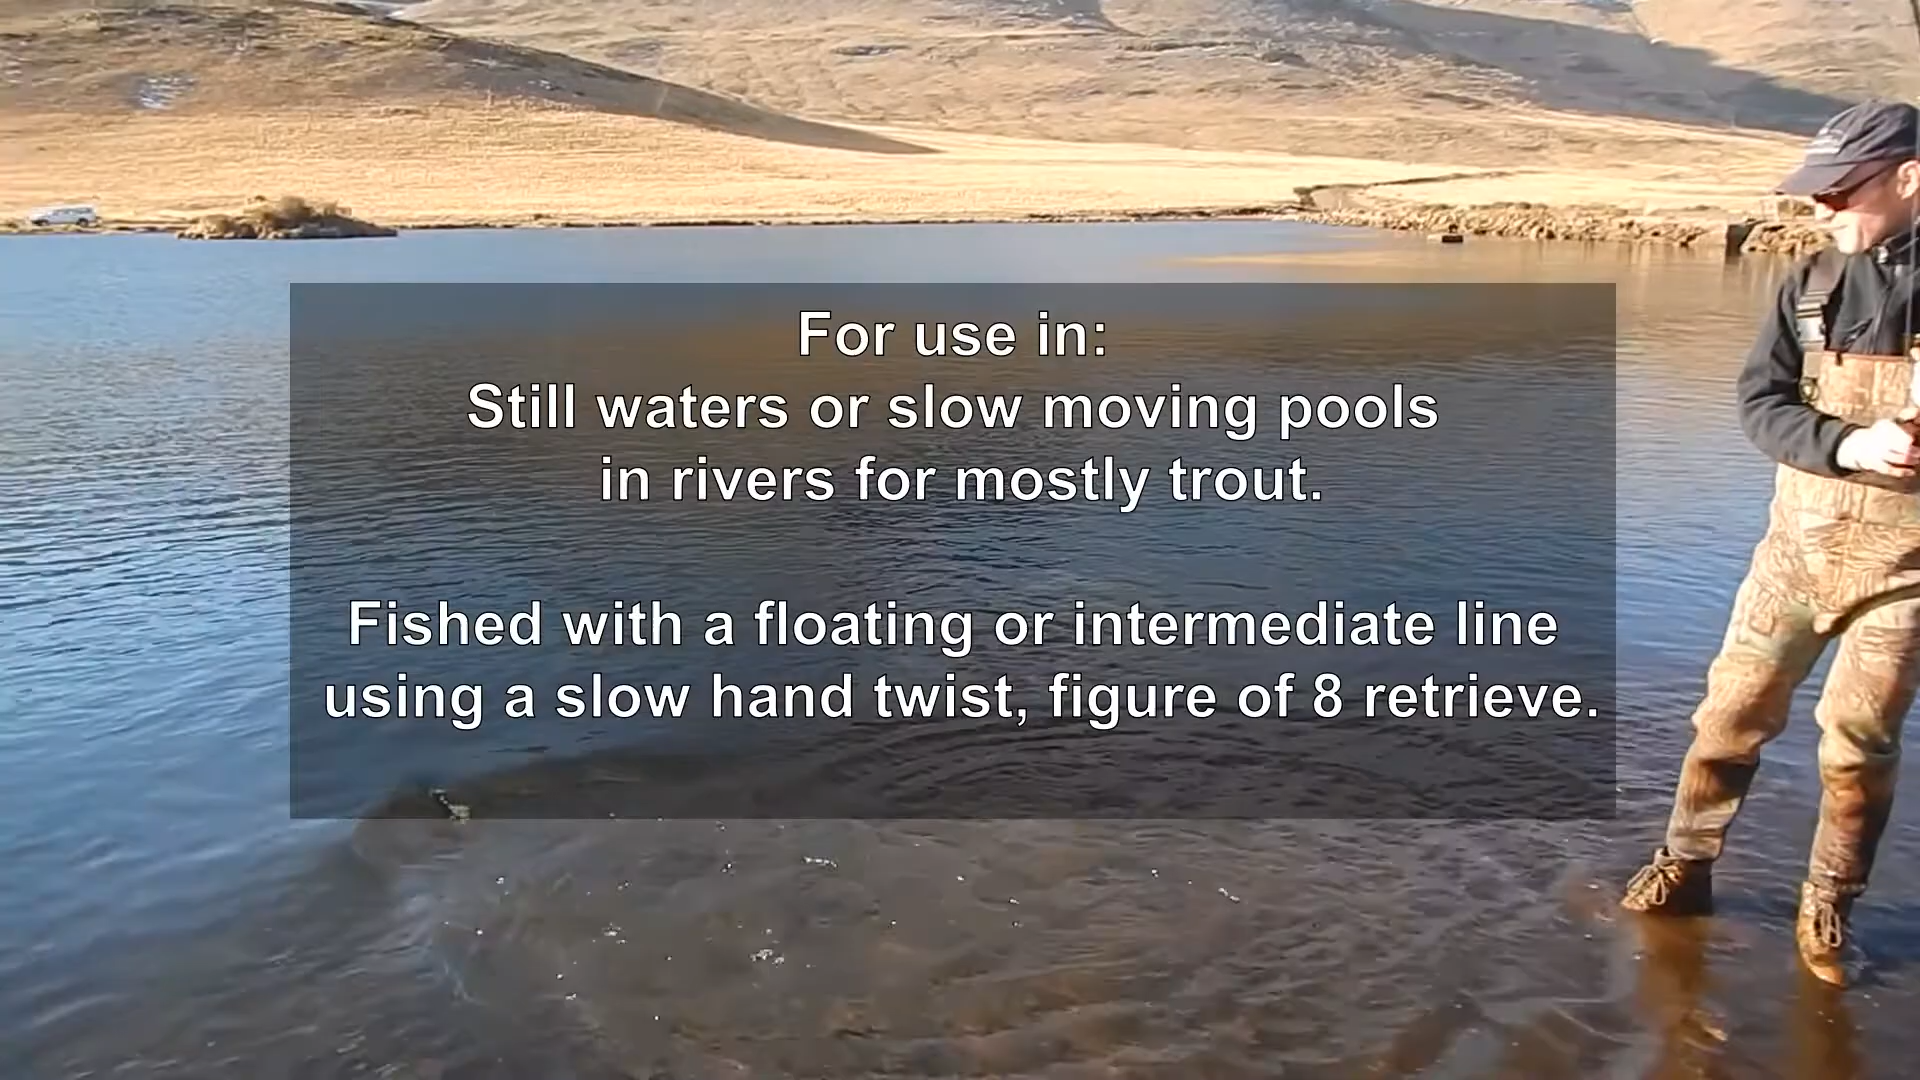 For use in:
Still waters or slow moving pools
in rivers for mostly trout.
Fished with a floating or intermediate line
using a slow hand twist, figure of 8 retrieve.